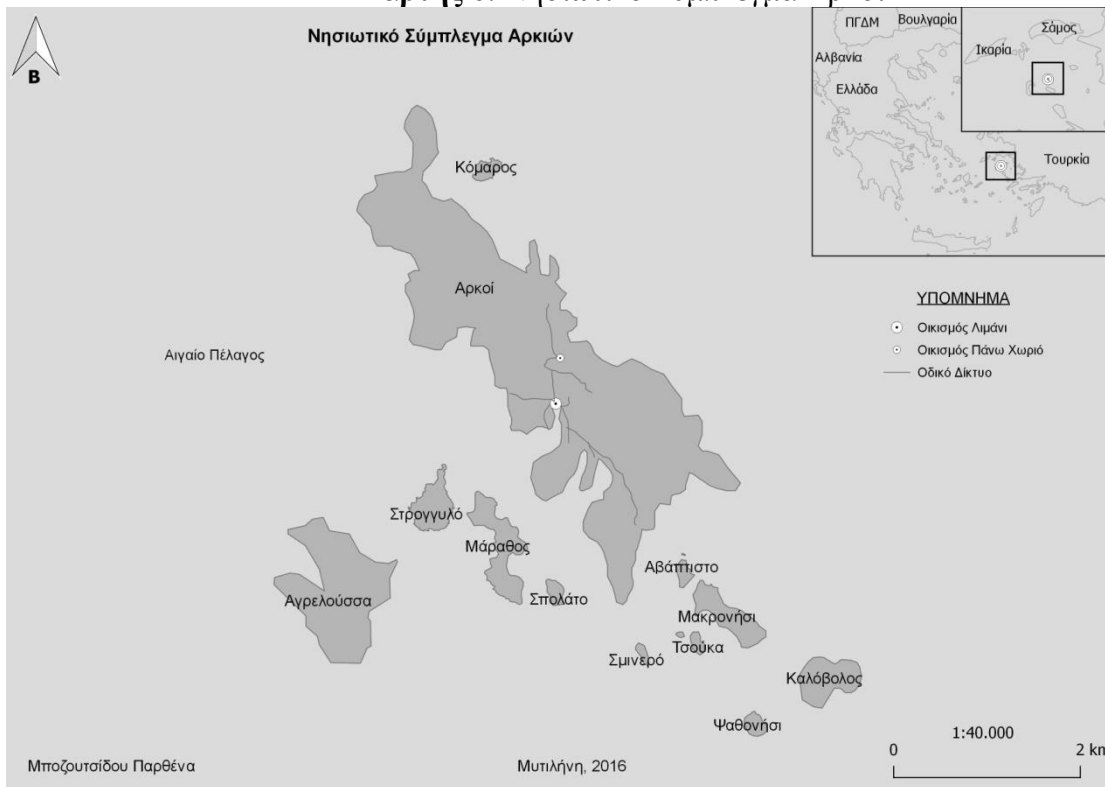 Νησιωτικό Σύμπλεγμα Αρκιών
Β
ΠΓΔΜ
Βουλγαρία
Αλβανία
Ελλάδα
Τουρκία
Ικαρία
Σάμος
Κόμαρος
Αρκοί
Αιγαίο Πέλαγος
ΥΠΟΜΝΗΜΑ
Οικισμός Λιμάνι
Οικισμός Πάνω Χωριό
Οδικό Δίκτυο
Στρογγυλό
Μάραθος
Αγρελούσσα
Σπολάτο
Αβάπτιστο
Μακρονήσι
Τσούκα
Σμινερό
Καλόβολος
Ψαθονήσι
1:40.000
0 2 km
Μποζουτσίδου Παρθένα
Μυτιλήνη, 2016